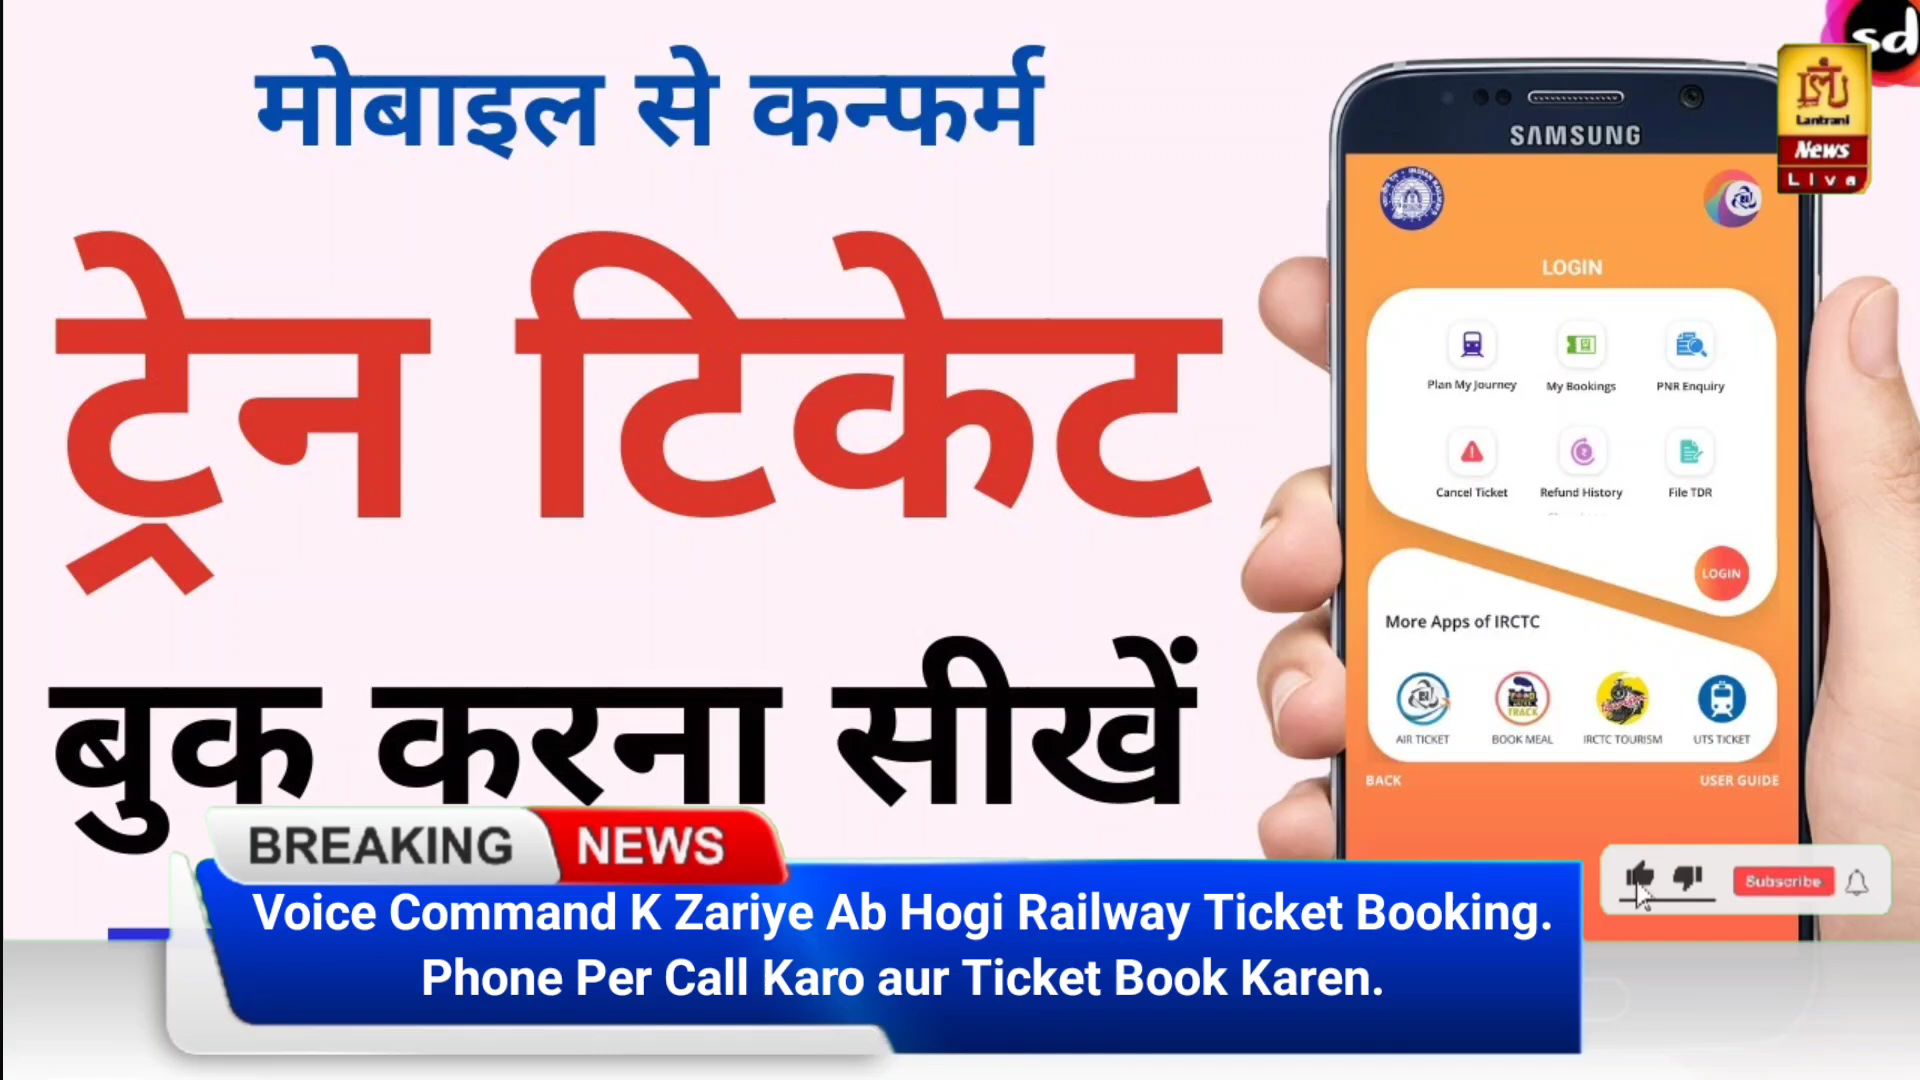 मोबाइल से कन्फर्म
ट्रेन टिकेट
बुक करना सीखें
sd
Lantrani
News
Live
SAMSUNG
LOGIN
Plan My Journey
My Bookings
PNR Enquiry
Cancel Ticket
Refund History
File TDR
LOGIN
More Apps of IRCTC
AIR TICKET
BOOK MEAL
IRCTC TOURISM
UTS TICKET
BACK
USER GUIDE
BREAKING NEWS
Voice Command K Zariye Ab Hogi Railway Ticket Booking.
Phone Per Call Karo aur Ticket Book Karen.
Subscribe